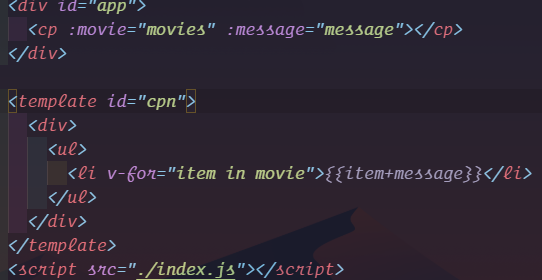 <div id="app">
<cp :movie="movies" :message="message"></cp>
</div>
<template id="cpn">
<div>
<ul>
<li v-for="item in movie">{{item+message}}</li>
</ul>
</div>
</template>
<script src="./index.js"></script>